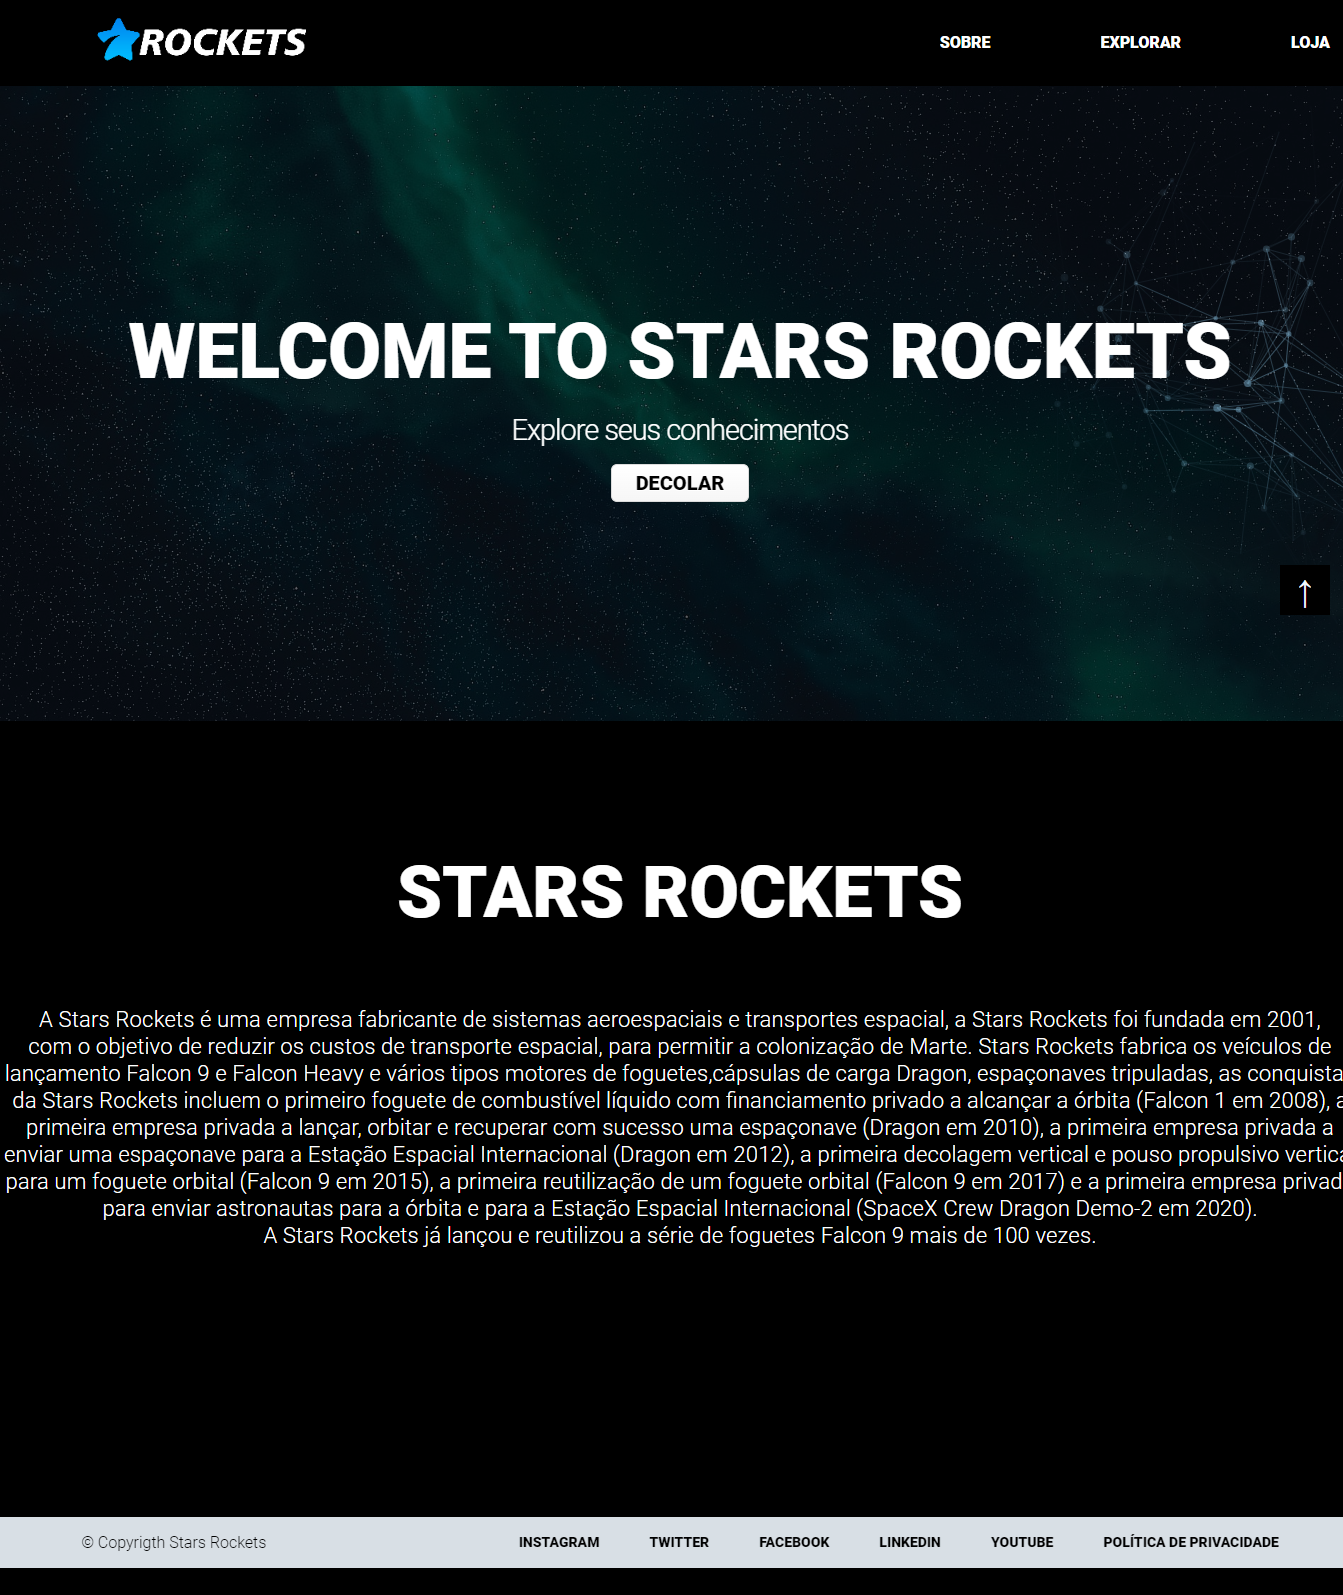 ROCKETS
SOBRE
EXPLORAR
LOJA
WELCOME TO STARS ROCKETS
Explore seus conhecimentos
DECOLAR
↑
STARS ROCKETS
A Stars Rockets é uma empresa fabricante de sistemas aeroespaciais e transportes espacial, a Stars Rockets foi fundada em 2001,
com o objetivo de reduzir os custos de transporte espacial, para permitir a colonização de Marte. Stars Rockets fabrica os veículos de
lançamento Falcon 9 e Falcon Heavy e vários tipos motores de foguetes,cápsulas de carga Dragon, espaçonaves tripuladas, as conquista
da Stars Rockets incluem o primeiro foguete de combustível líquido com financiamento privado a alcançar a órbita (Falcon 1 em 2008), a
primeira empresa privada a lançar, orbitar e recuperar com sucesso uma espaçonave (Dragon em 2010), a primeira empresa privada a
enviar uma espaçonave para a Estação Espacial Internacional (Dragon em 2012), a primeira decolagem vertical e pouso propulsivo vertica
para um foguete orbital (Falcon 9 em 2015), a primeira reutilização de um foguete orbital (Falcon 9 em 2017) e a primeira empresa privad
para enviar astronautas para a órbita e para a Estação Espacial Internacional (SpaceX Crew Dragon Demo-2 em 2020).
A Stars Rockets já lançou e reutilizou a série de foguetes Falcon 9 mais de 100 vezes.
© Copyrigth Stars Rockets
INSTAGRAM
TWITTER
FACEBOOK
LINKEDIN
YOUTUBE
POLÍTICA DE PRIVACIDADE